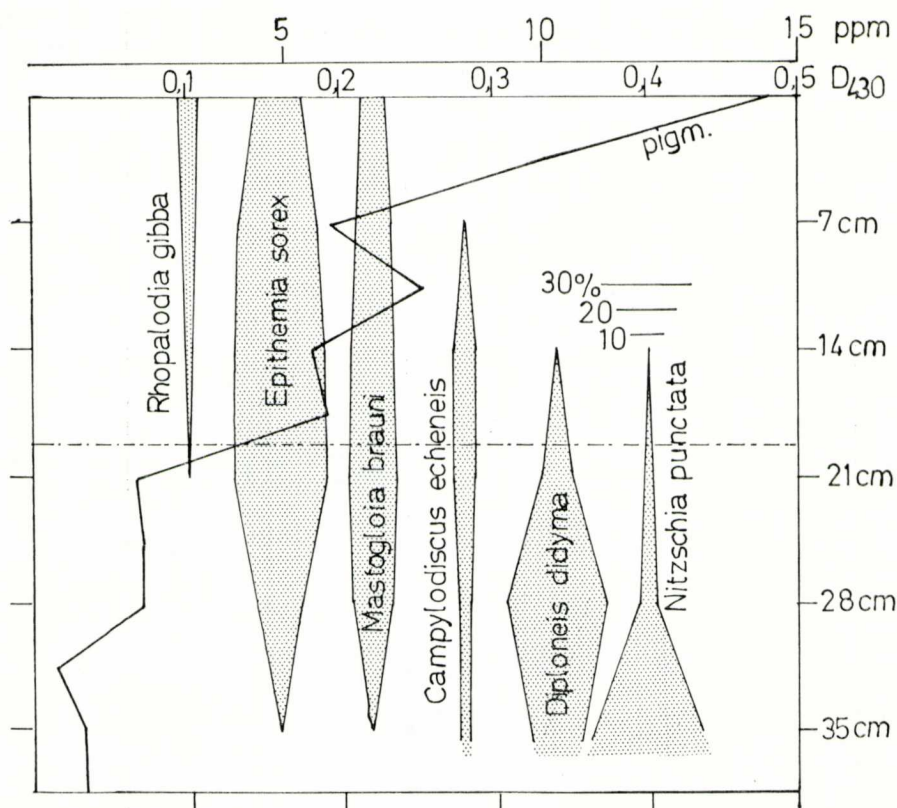 5 10 15 ppm
0,1 0,2 0,3 0,4 0,5 D430
pigm.
7 cm
30%
20
10
14 cm
21 cm
28 cm
35 cm
Rhopalodia gibba
Epithemia sorex
Mastogloia brauni
Campylodiscus echeneis
Diploneis didyma
Nitzschia punctata